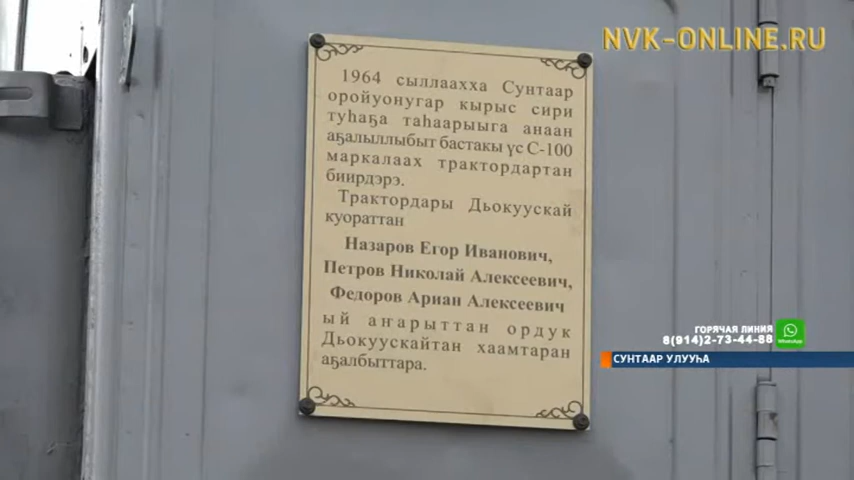 NVK-ONLINE.RU
1964 сыллаахха Сунтаар
оройуонугар кырыс сири
туһаҕа таһаарыыга анаан
аҕалыллыбыт бастакы үс С-100
маркалаах трактордартан
биирдэрэ.
Трактордары Дьокуускай
куораттан
Назаров Егор Иванович,
Петров Николай Алексеевич,
Федоров Ариан Алексеевич
ый аҥарыттан ордук
Дьокуускайтан хаамтаран
аҕалбыттара.
ГОРЯЧАЯ ЛИНИЯ
8(914)2-73-44-88
WhatsApp
СУНТААР УЛУУҺА